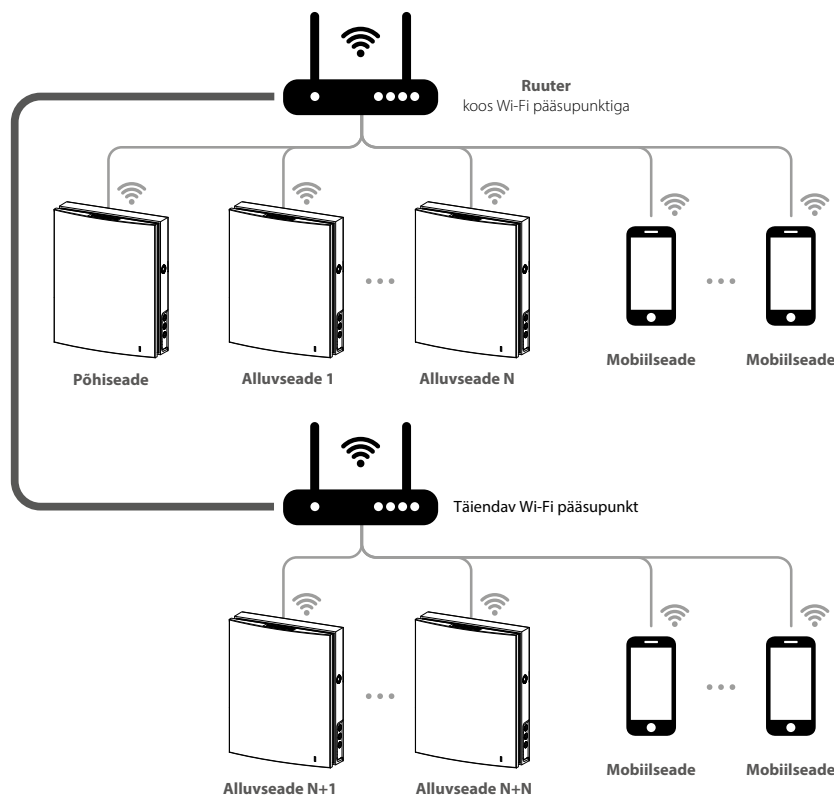 Ruuter
koos Wi-Fi pääsupunktiga
Põhiseade
Alluvseade 1
Alluvseade N
Mobiilseade
Mobiilseade
Täiendav Wi-Fi pääsupunkt
Alluvseade N+1
Alluvseade N+N
Mobiilseade
Mobiilseade